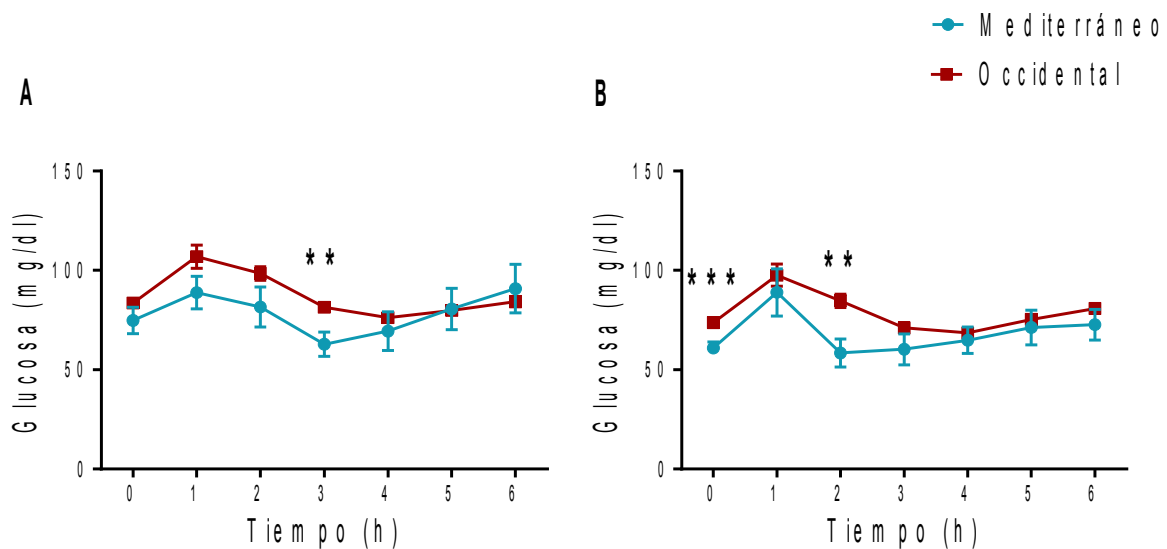 Mediterráneo
Occidental
A
B
150
100
50
0
Glucosa (mg/dl)
**
0 1 2 3 4 5 6
Tiempo (h)
150
100
50
0
Glucosa (mg/dl)
***
**
0 1 2 3 4 5 6
Tiempo (h)